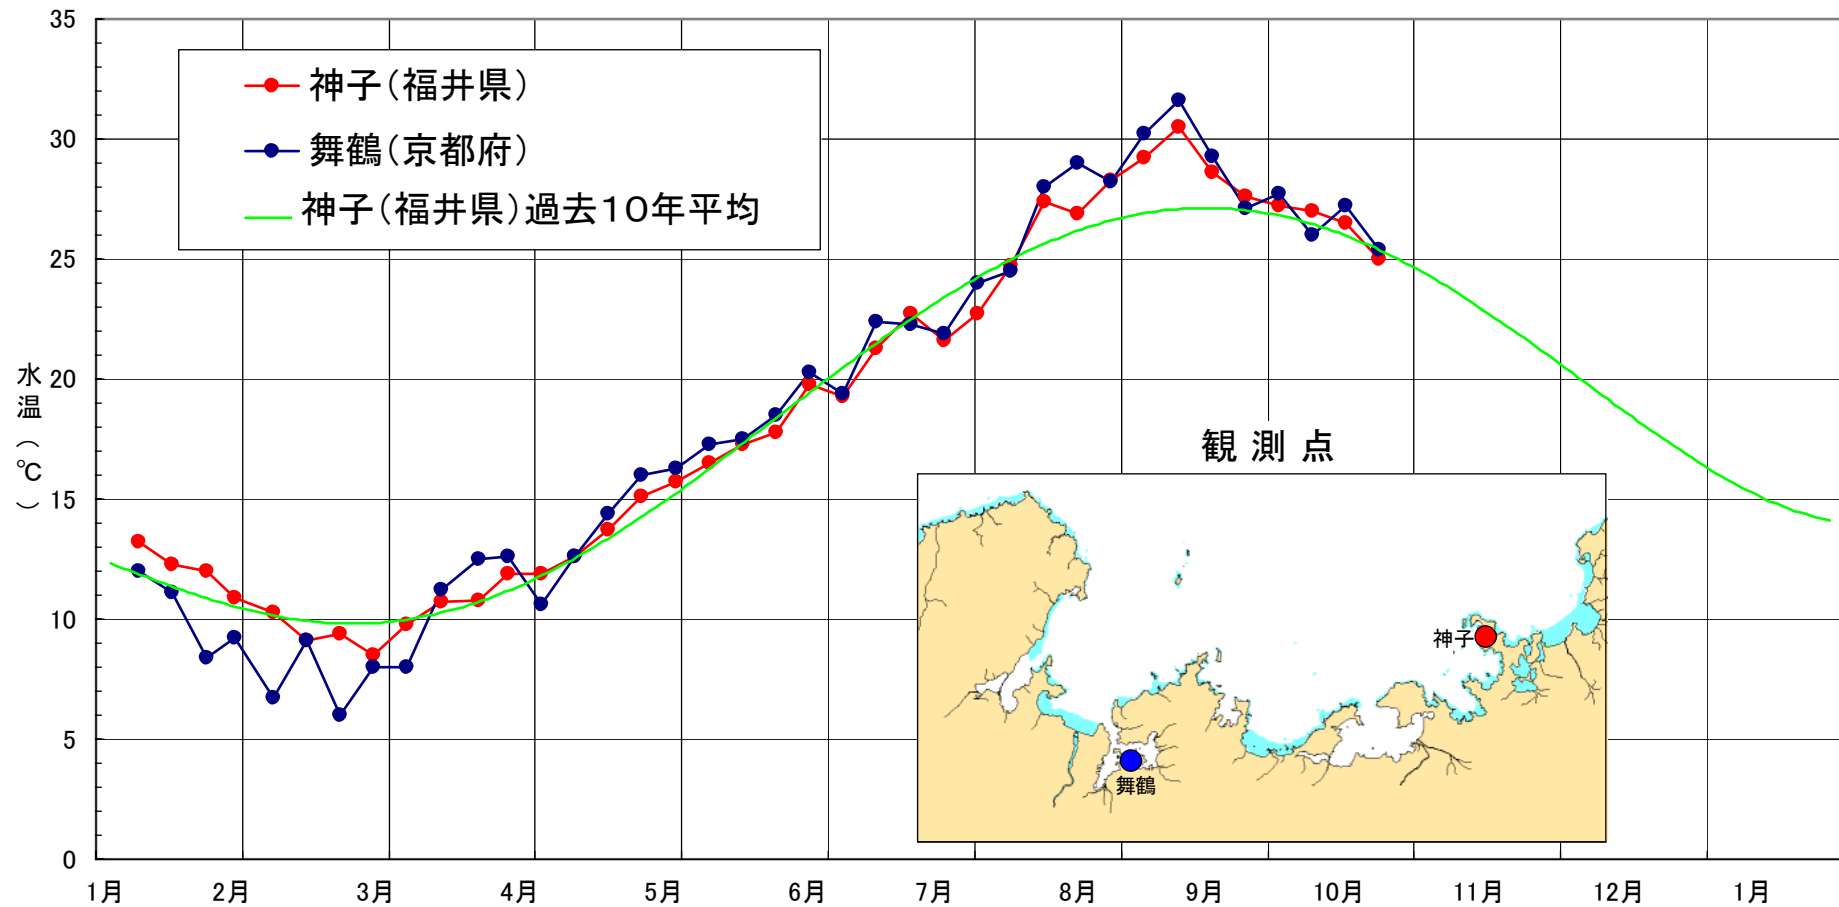 35
30
25
20
15
10
5
0
水温(℃)
神子(福井県)
舞鶴(京都府)
神子(福井県)過去10年平均
観測点
神子
舞鶴
1月 2月 3月 4月 5月 6月 7月 8月 9月 10月 11月 12月 1月